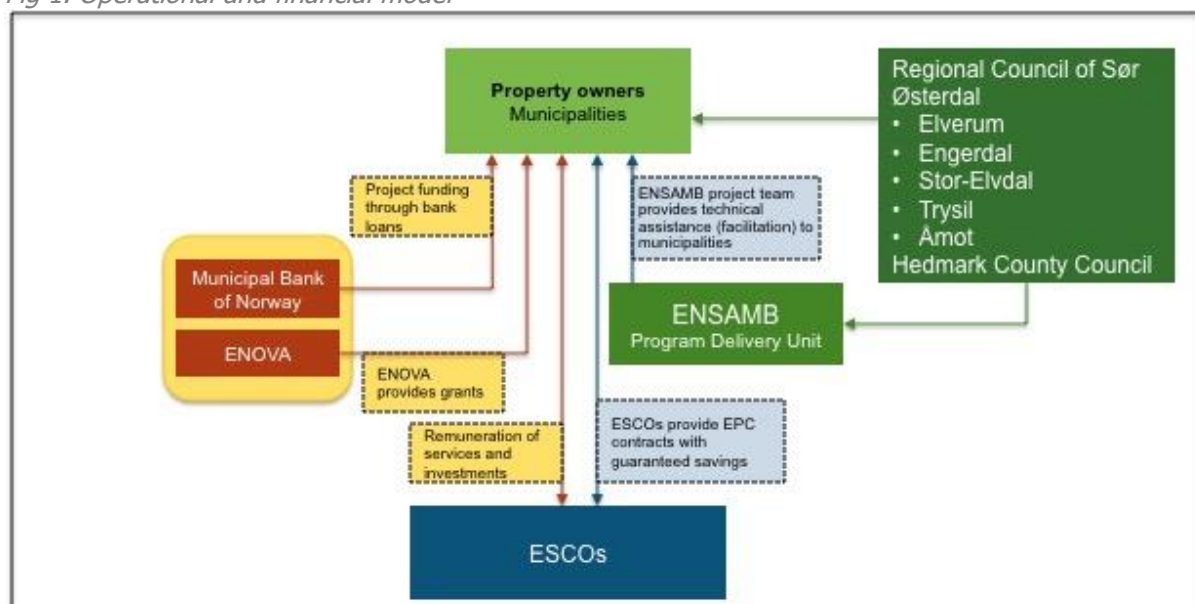 Fig 1. Operational and financial model
Property owners
Municipalities
Regional Council of Sør
Østerdal
• Elverum
• Engerdal
• Stor-Elvdal
• Trysil
• Åmot
Hedmark County Council
Project funding
through bank
loans
ENSAMB project team
provides technical
assistance (facilitation) to
municipalities
Municipal Bank
of Norway
ENOVA
ENSAMB
Program Delivery Unit
ENOVA
provides grants
Remuneration of
services and
investments
ESCOs provide EPC
contracts with
guaranteed savings
ESCOs